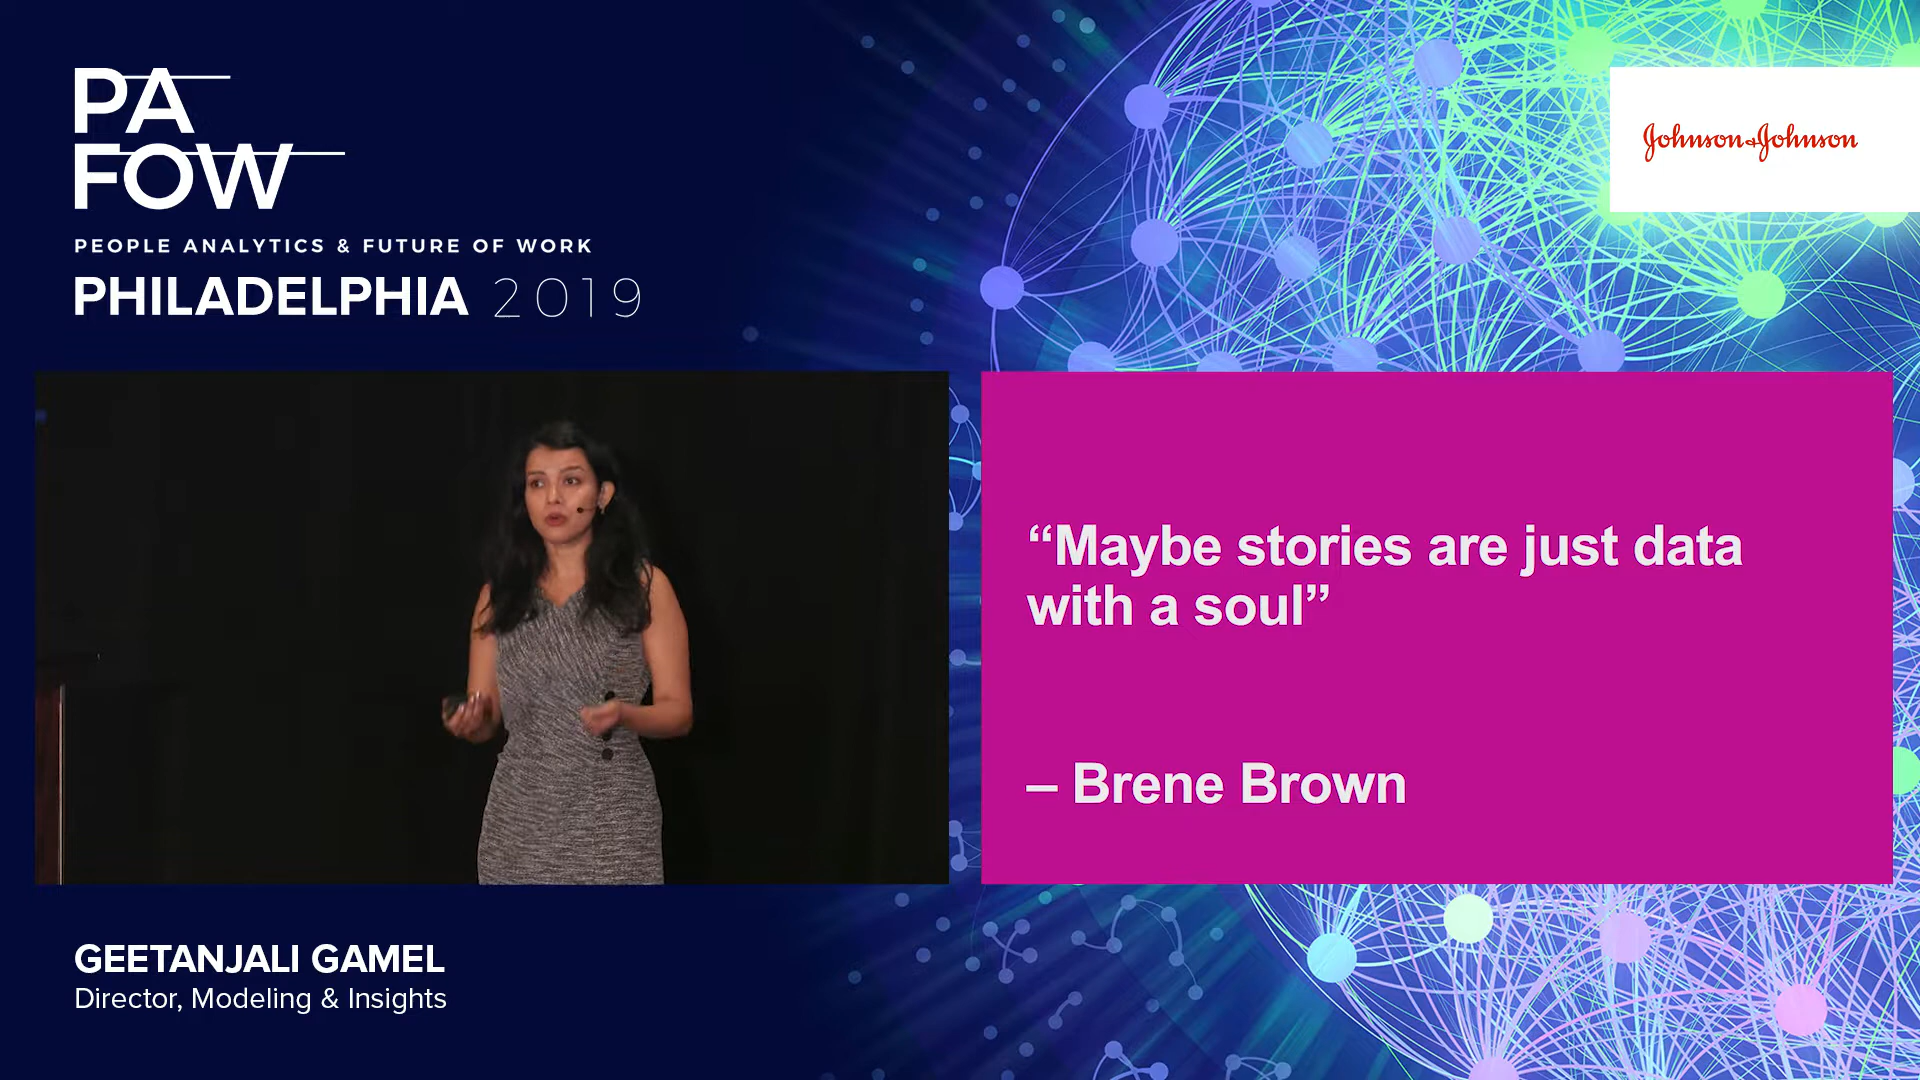 PA
FOW
PEOPLE ANALYTICS & FUTURE OF WORK
PHILADELPHIA 2019
Johnson & Johnson
“Maybe stories are just data
with a soul”
– Brene Brown
GEETANJALI GAMEL
Director, Modeling & Insights